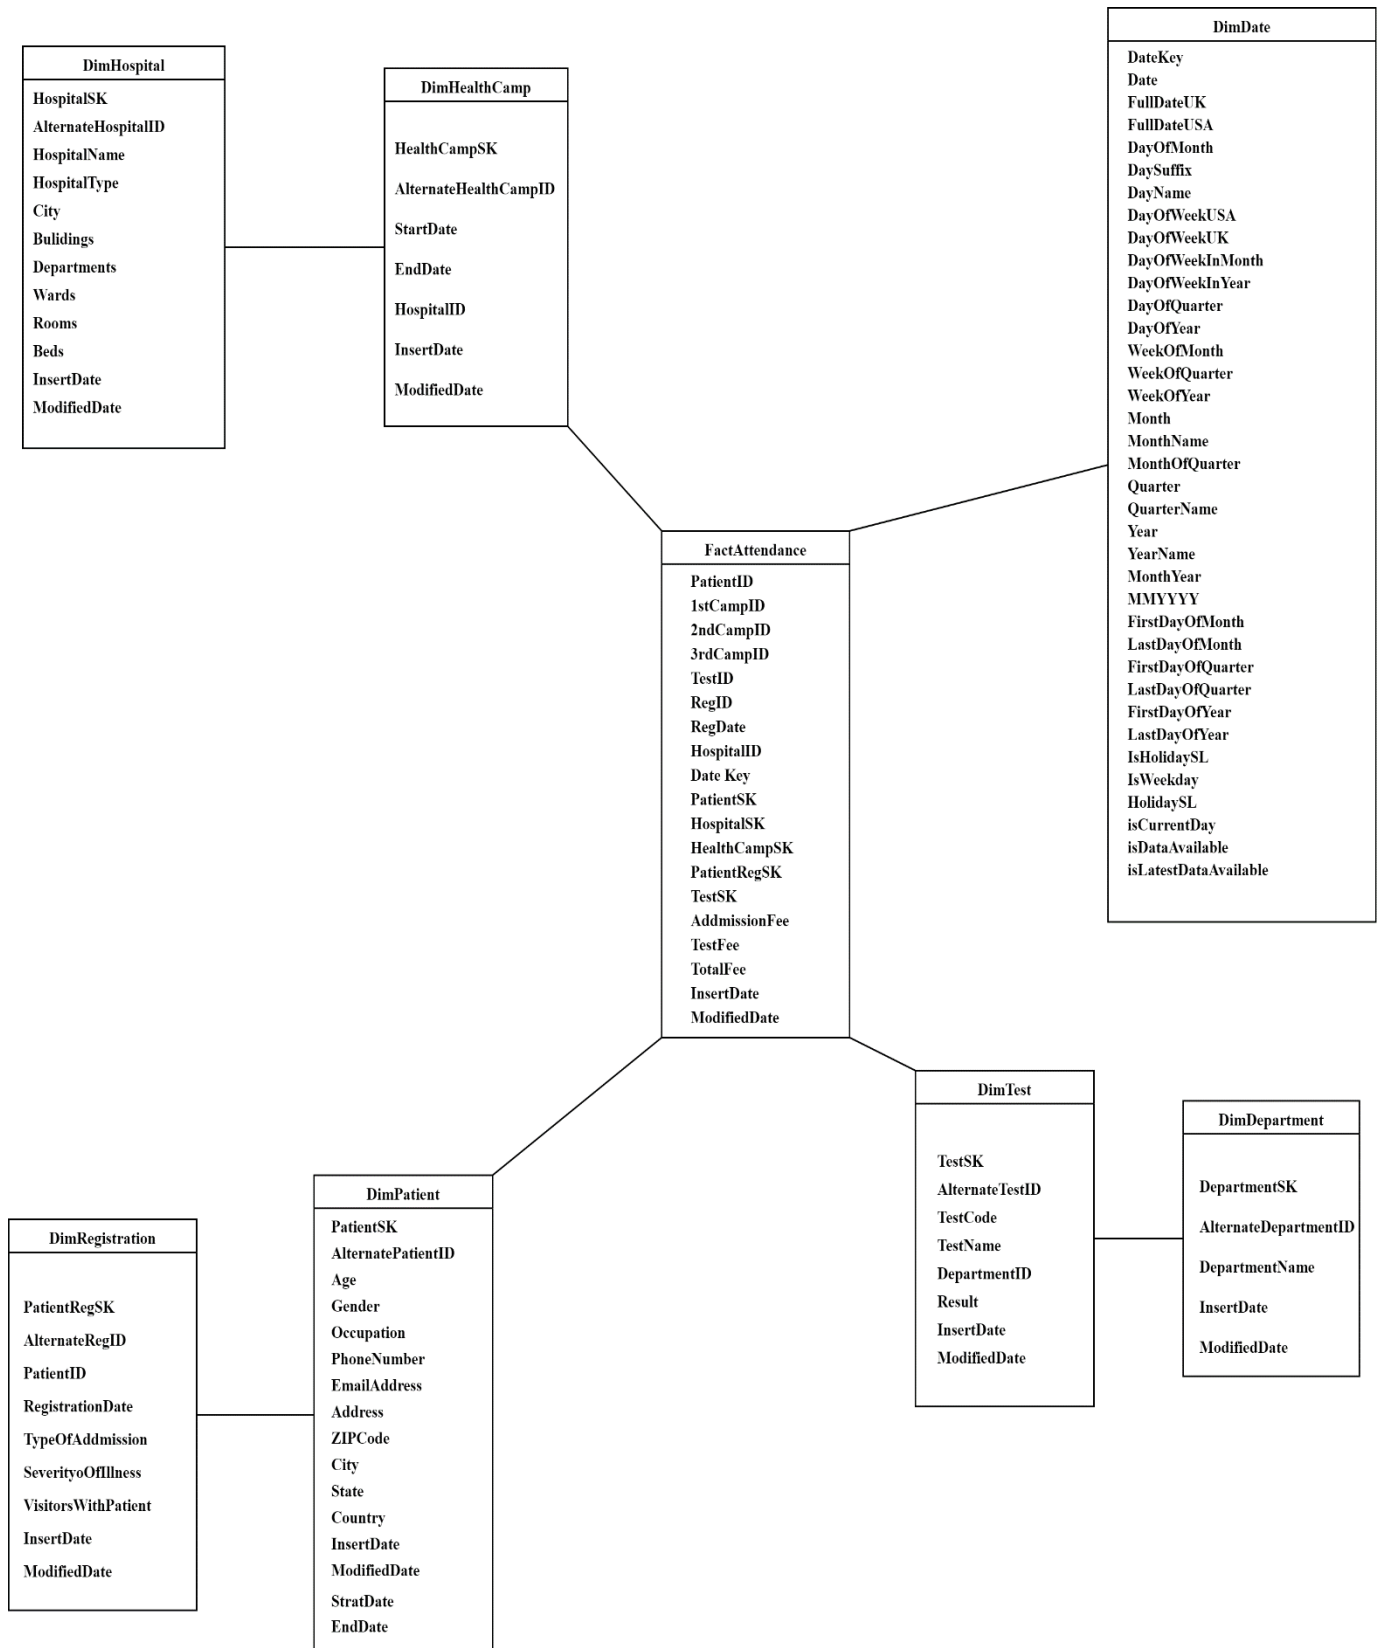 DimHospital
HospitalSK
AlternateHospitalID
HospitalName
HospitalType
City
Bulidings
Departments
Wards
Rooms
Beds
InsertDate
ModifiedDate
DimHealthCamp
HealthCampSK
AlternateHealthCampID
StartDate
EndDate
HospitalID
InsertDate
ModifiedDate
DimDate
DateKey
Date
FullDateUK
FullDateUSA
DayOfMonth
DaySuffix
DayName
DayOfWeekUSA
DayOfWeekUK
DayOfWeekInMonth
DayOfWeekInYear
DayOfQuarter
DayOfYear
WeekOfMonth
WeekOfQuarter
WeekOfYear
Month
MonthName
MonthOfQuarter
Quarter
QuarterName
Year
YearName
MonthYear
MMYYYY
FirstDayOfMonth
LastDayOfMonth
FirstDayOfQuarter
LastDayOfQuarter
FirstDayOfYear
LastDayOfYear
IsHolidaySL
IsWeekday
HolidaySL
isCurrentDay
isDataAvailable
isLatestDataAvailable
FactAttendance
PatientID
1stCampID
2ndCampID
3rdCampID
TestID
RegID
RegDate
HospitalID
Date Key
PatientSK
HospitalSK
HealthCampSK
PatientRegSK
TestSK
AddmissionFee
TestFee
TotalFee
InsertDate
ModifiedDate
DimRegistration
PatientRegSK
AlternateRegID
PatientID
RegistrationDate
TypeOfAddmission
SeverityoOfIllness
VisitorsWithPatient
InsertDate
ModifiedDate
DimPatient
PatientSK
AlternatePatientID
Age
Gender
Occupation
PhoneNumber
EmailAddress
Address
ZIPCode
City
State
Country
InsertDate
ModifiedDate
StratDate
EndDate
DimTest
TestSK
AlternateTestID
TestCode
TestName
DepartmentID
Result
InsertDate
ModifiedDate
DimDepartment
DepartmentSK
AlternateDepartmentID
DepartmentName
InsertDate
ModifiedDate